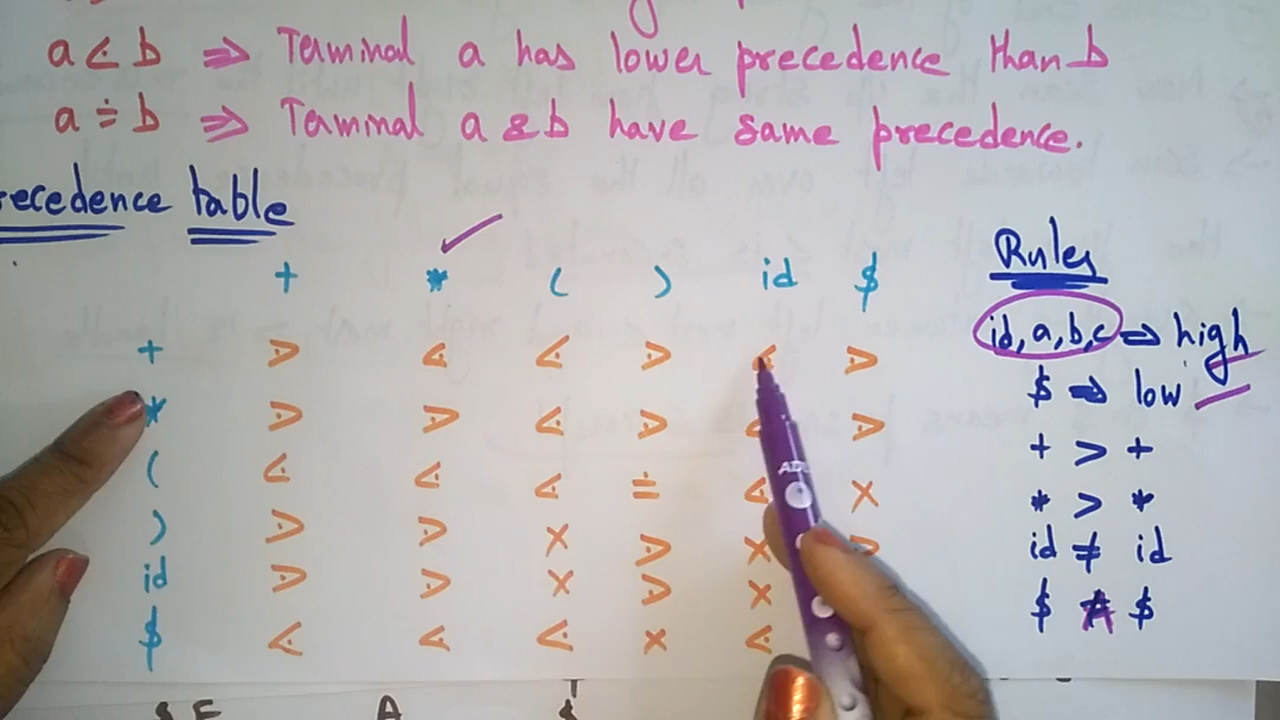 a ⋖ b ⇒ Terminal a has lower precedence than b
a ≐ b ⇒ Terminal a & b have same precedence.
recedence table
+ * ( ) id $
+ ⋗ ⋖ ⋖ ⋗ ⋖ ⋗
* ⋗ ⋗ ⋖ ⋗ ⋖ ⋗
( ⋖ ⋖ ⋖ ≐ ⋖ ×
) ⋗ ⋗ × ⋗ × ⋗
id ⋗ ⋗ × ⋗ ×
$ ⋖ ⋖ ⋖ × ⋖
Rules
id, a, b, c ⇒ high
$ ⇒ low
+ > +
* > *
id ≠ id
$ $
A